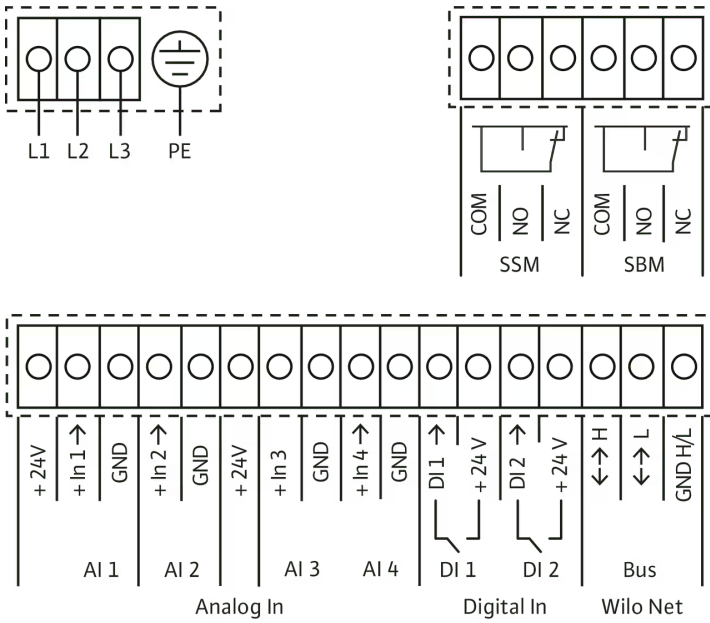 L1 L2 L3 PE
COM NO NC COM NO NC
SSM SBM
+ 24V + In 1 → GND + In 2 → GND + 24V + In 3 GND + In 4 → GND DI 1 → + 24 V DI 2 → + 24 V ↔ H ↔ L GND H/L
AI 1 AI 2 AI 3 AI 4 DI 1 DI 2 Bus
Analog In Digital In Wilo Net